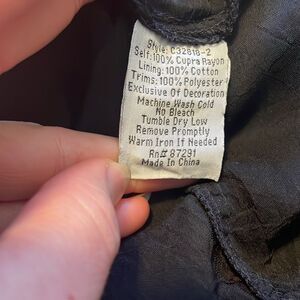 Style: C32818-2
Self:100% Cupra Rayon
Lining:100% Cotton
Trims:100% Polyester
Exclusive Of Decoration
Machine Wash Cold
No Bleach
Tumble Dry Low
Remove Promptly
Warm Iron If Needed
Rn# 87291
Made In China